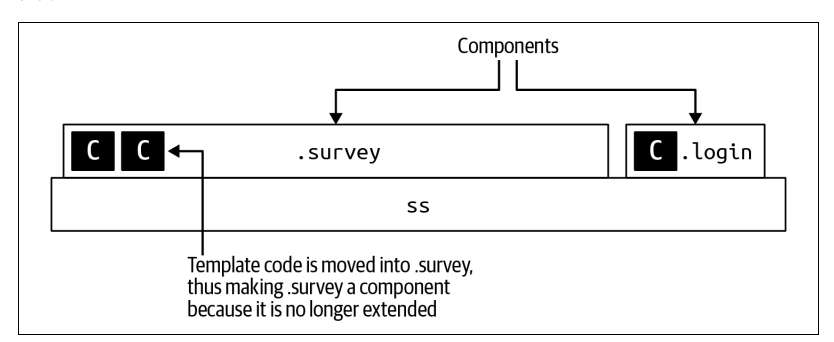 Components
C C .survey
C .login
ss
Template code is moved into .survey,
thus making .survey a component
because it is no longer extended